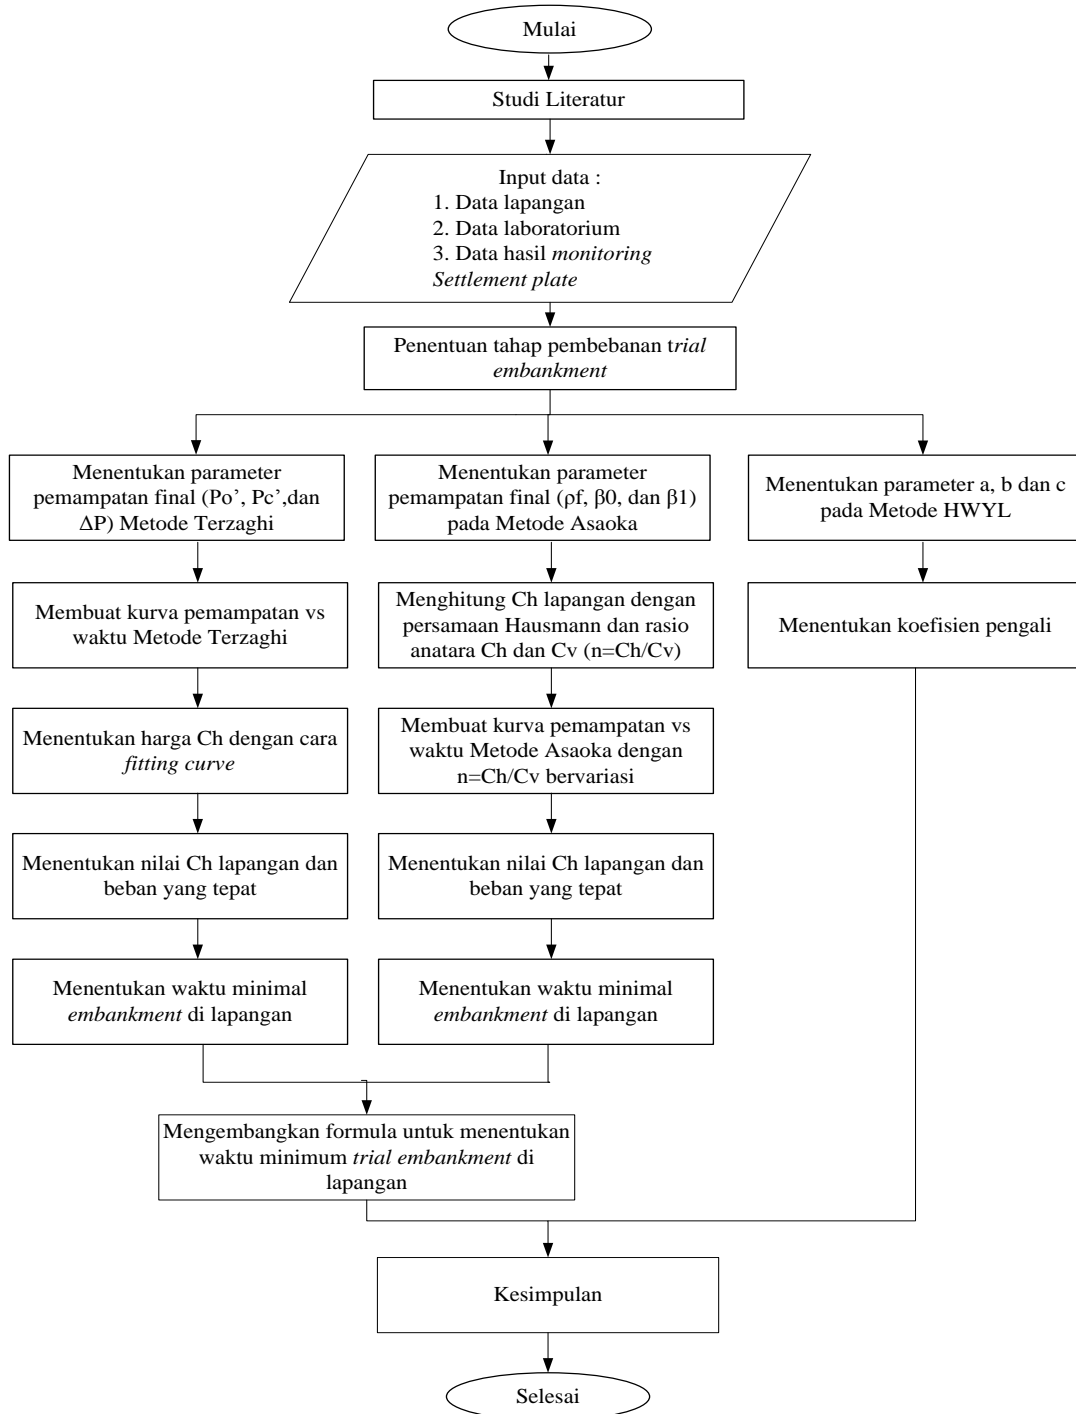 Mulai
Studi Literatur
Input data :
1. Data lapangan
2. Data laboratorium
3. Data hasil monitoring
Settlement plate
Penentuan tahap pembebanan trial
embankment
Menentukan parameter
pemampatan final (Po’, Pc’,dan
ΔP) Metode Terzaghi
Menentukan parameter
pemampatan final (ρf, β0, dan β1)
pada Metode Asaoka
Menentukan parameter a, b dan c
pada Metode HWYL
Membuat kurva pemampatan vs
waktu Metode Terzaghi
Menghitung Ch lapangan dengan
persamaan Hausmann dan rasio
anatara Ch dan Cv (n=Ch/Cv)
Menentukan koefisien pengali
Menentukan harga Ch dengan cara
fitting curve
Membuat kurva pemampatan vs
waktu Metode Asaoka dengan
n=Ch/Cv bervariasi
Menentukan nilai Ch lapangan dan
beban yang tepat
Menentukan nilai Ch lapangan dan
beban yang tepat
Menentukan waktu minimal
embankment di lapangan
Menentukan waktu minimal
embankment di lapangan
Mengembangkan formula untuk menentukan
waktu minimum trial embankment di
lapangan
Kesimpulan
Selesai